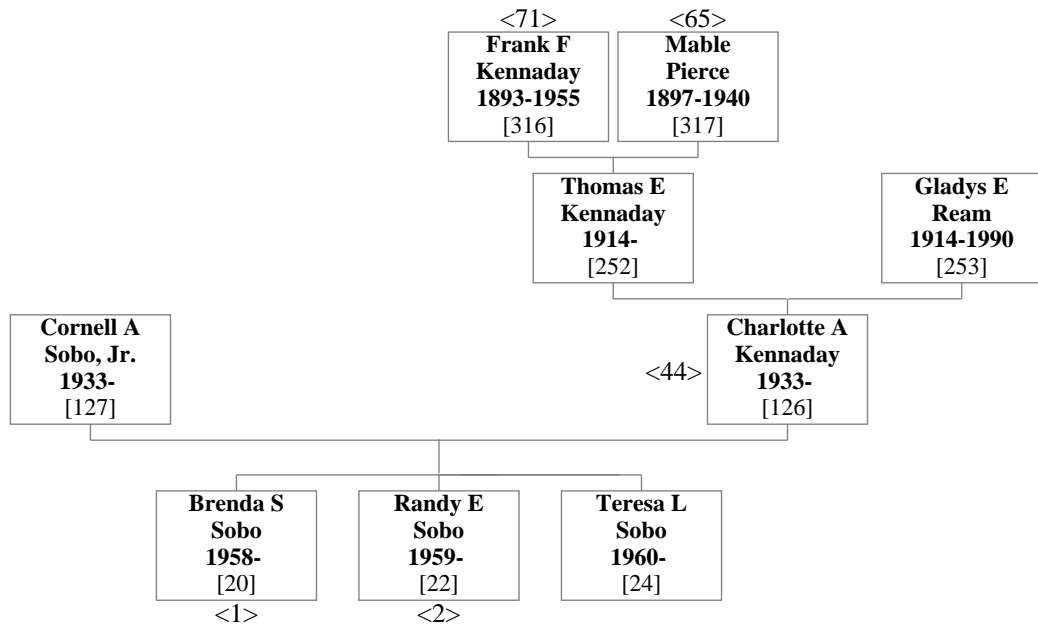 <71>
Frank F
Kennaday
1893-1955
[316]
<65>
Mable
Pierce
1897-1940
[317]
Thomas E
Kennaday
1914-
[252]
Gladys E
Ream
1914-1990
[253]
Cornell A
Sobo, Jr.
1933-
[127]
<44>
Charlotte A
Kennaday
1933-
[126]
Brenda S
Sobo
1958-
[20]
<1>
Randy E
Sobo
1959-
[22]
<2>
Teresa L
Sobo
1960-
[24]